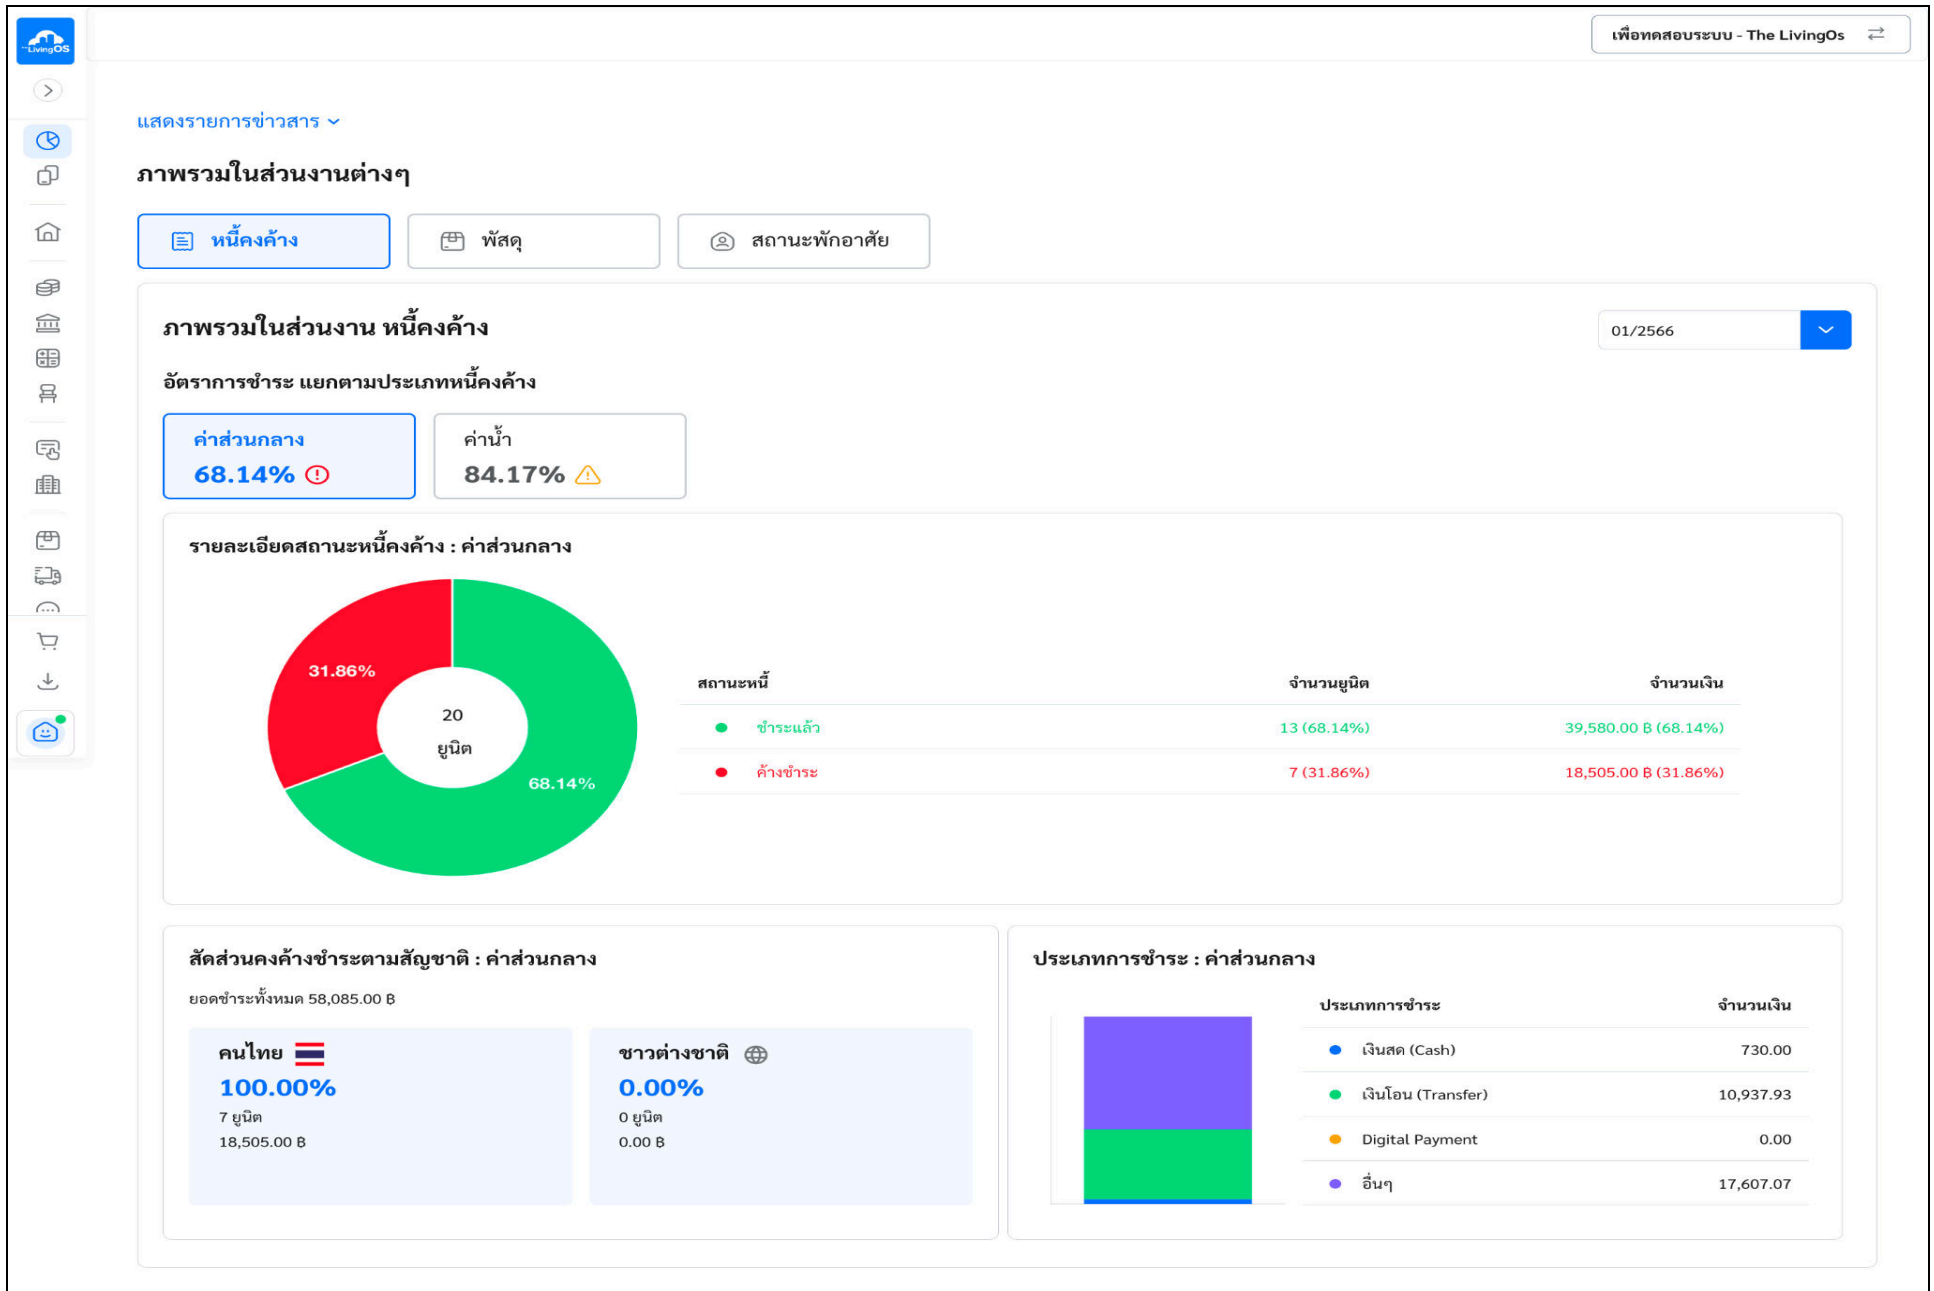 The LivingOS
เพื่อทดสอบระบบ - The LivingOs
แสดงรายการข่าวสาร
ภาพรวมในส่วนงานต่างๆ
หนี้คงค้าง
พัสดุ
สถานะพักอาศัย
ภาพรวมในส่วนงาน หนี้คงค้าง
01/2566
อัตราการชำระ แยกตามประเภทหนี้คงค้าง
ค่าส่วนกลาง
68.14%
ค่าน้ำ
84.17%
รายละเอียดสถานะหนี้คงค้าง : ค่าส่วนกลาง
31.86%
20
ยูนิต
68.14%
สถานะหนี้ จำนวนยูนิต จำนวนเงิน
ชำระแล้ว 13 (68.14%) 39,580.00 ฿ (68.14%)
ค้างชำระ 7 (31.86%) 18,505.00 ฿ (31.86%)
สัดส่วนคงค้างชำระตามสัญชาติ : ค่าส่วนกลาง
ยอดชำระทั้งหมด 58,085.00 ฿
คนไทย
100.00%
7 ยูนิต
18,505.00 ฿
ชาวต่างชาติ
0.00%
0 ยูนิต
0.00 ฿
ประเภทการชำระ : ค่าส่วนกลาง
ประเภทการชำระ จำนวนเงิน
เงินสด (Cash) 730.00
เงินโอน (Transfer) 10,937.93
Digital Payment 0.00
อื่นๆ 17,607.07